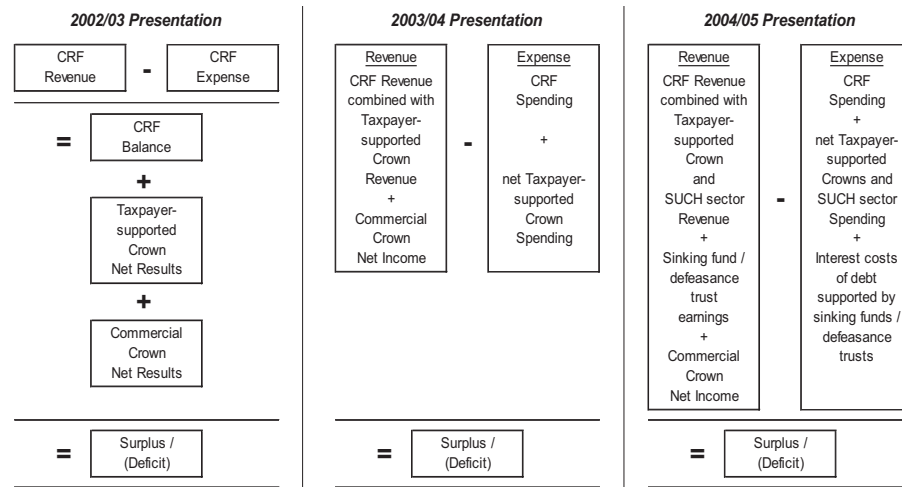 2002/03 Presentation
CRF
Revenue
-
CRF
Expense
=
CRF
Balance
+
Taxpayer-
supported
Crown
Net Results
+
Commercial
Crown
Net Results
=
Surplus /
(Deficit)
2003/04 Presentation
Revenue
CRF Revenue
combined with
Taxpayer-
supported
Crown
Revenue
+
Commercial
Crown
Net Income
-
Expense
CRF
Spending
+
net Taxpayer-
supported
Crown
Spending
=
Surplus /
(Deficit)
2004/05 Presentation
Revenue
CRF Revenue
combined with
Taxpayer-
supported
Crown
and
SUCH sector
Revenue
+
Sinking fund /
defeasance
trust
earnings
+
Commercial
Crown
Net Income
-
Expense
CRF
Spending
+
net Taxpayer-
supported
Crowns and
SUCH sector
Spending
+
Interest costs
of debt
supported by
sinking funds /
defeasance
trusts
=
Surplus /
(Deficit)